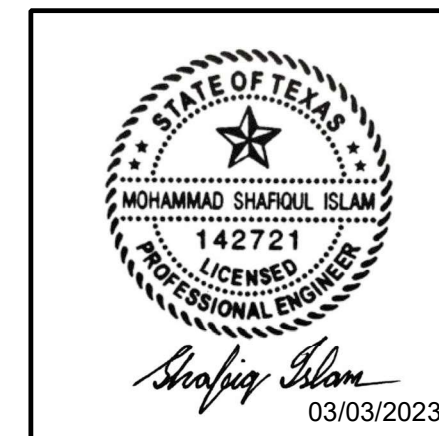 STATE OF TEXAS
MOHAMMAD SHAFIQUL ISLAM
142721
LICENSED
PROFESSIONAL ENGINEER
Shafiq Islam
03/03/2023